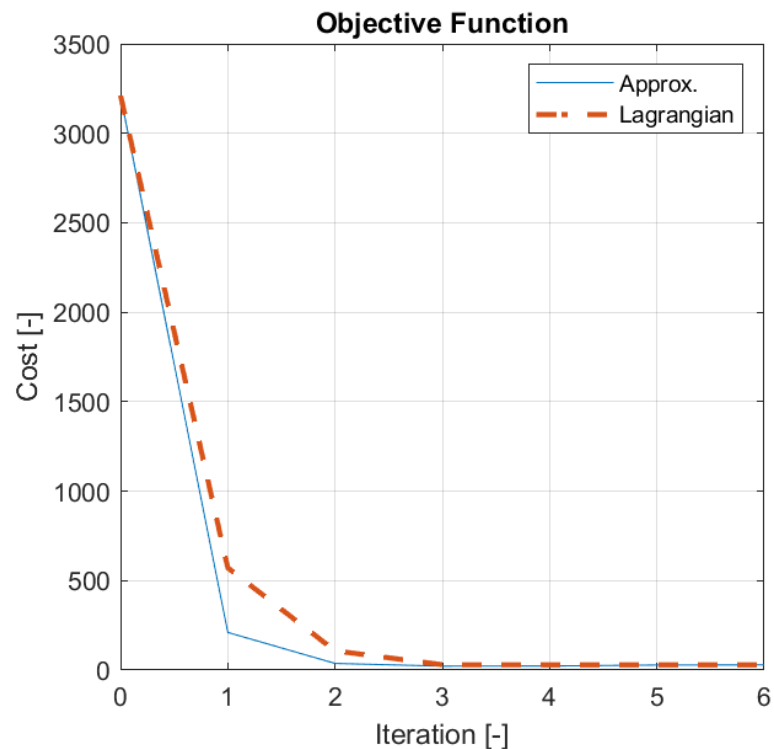 Objective Function
3500
3000
2500
2000
1500
1000
500
0
Cost [-]
Approx.
Lagrangian
0 1 2 3 4 5 6
Iteration [-]